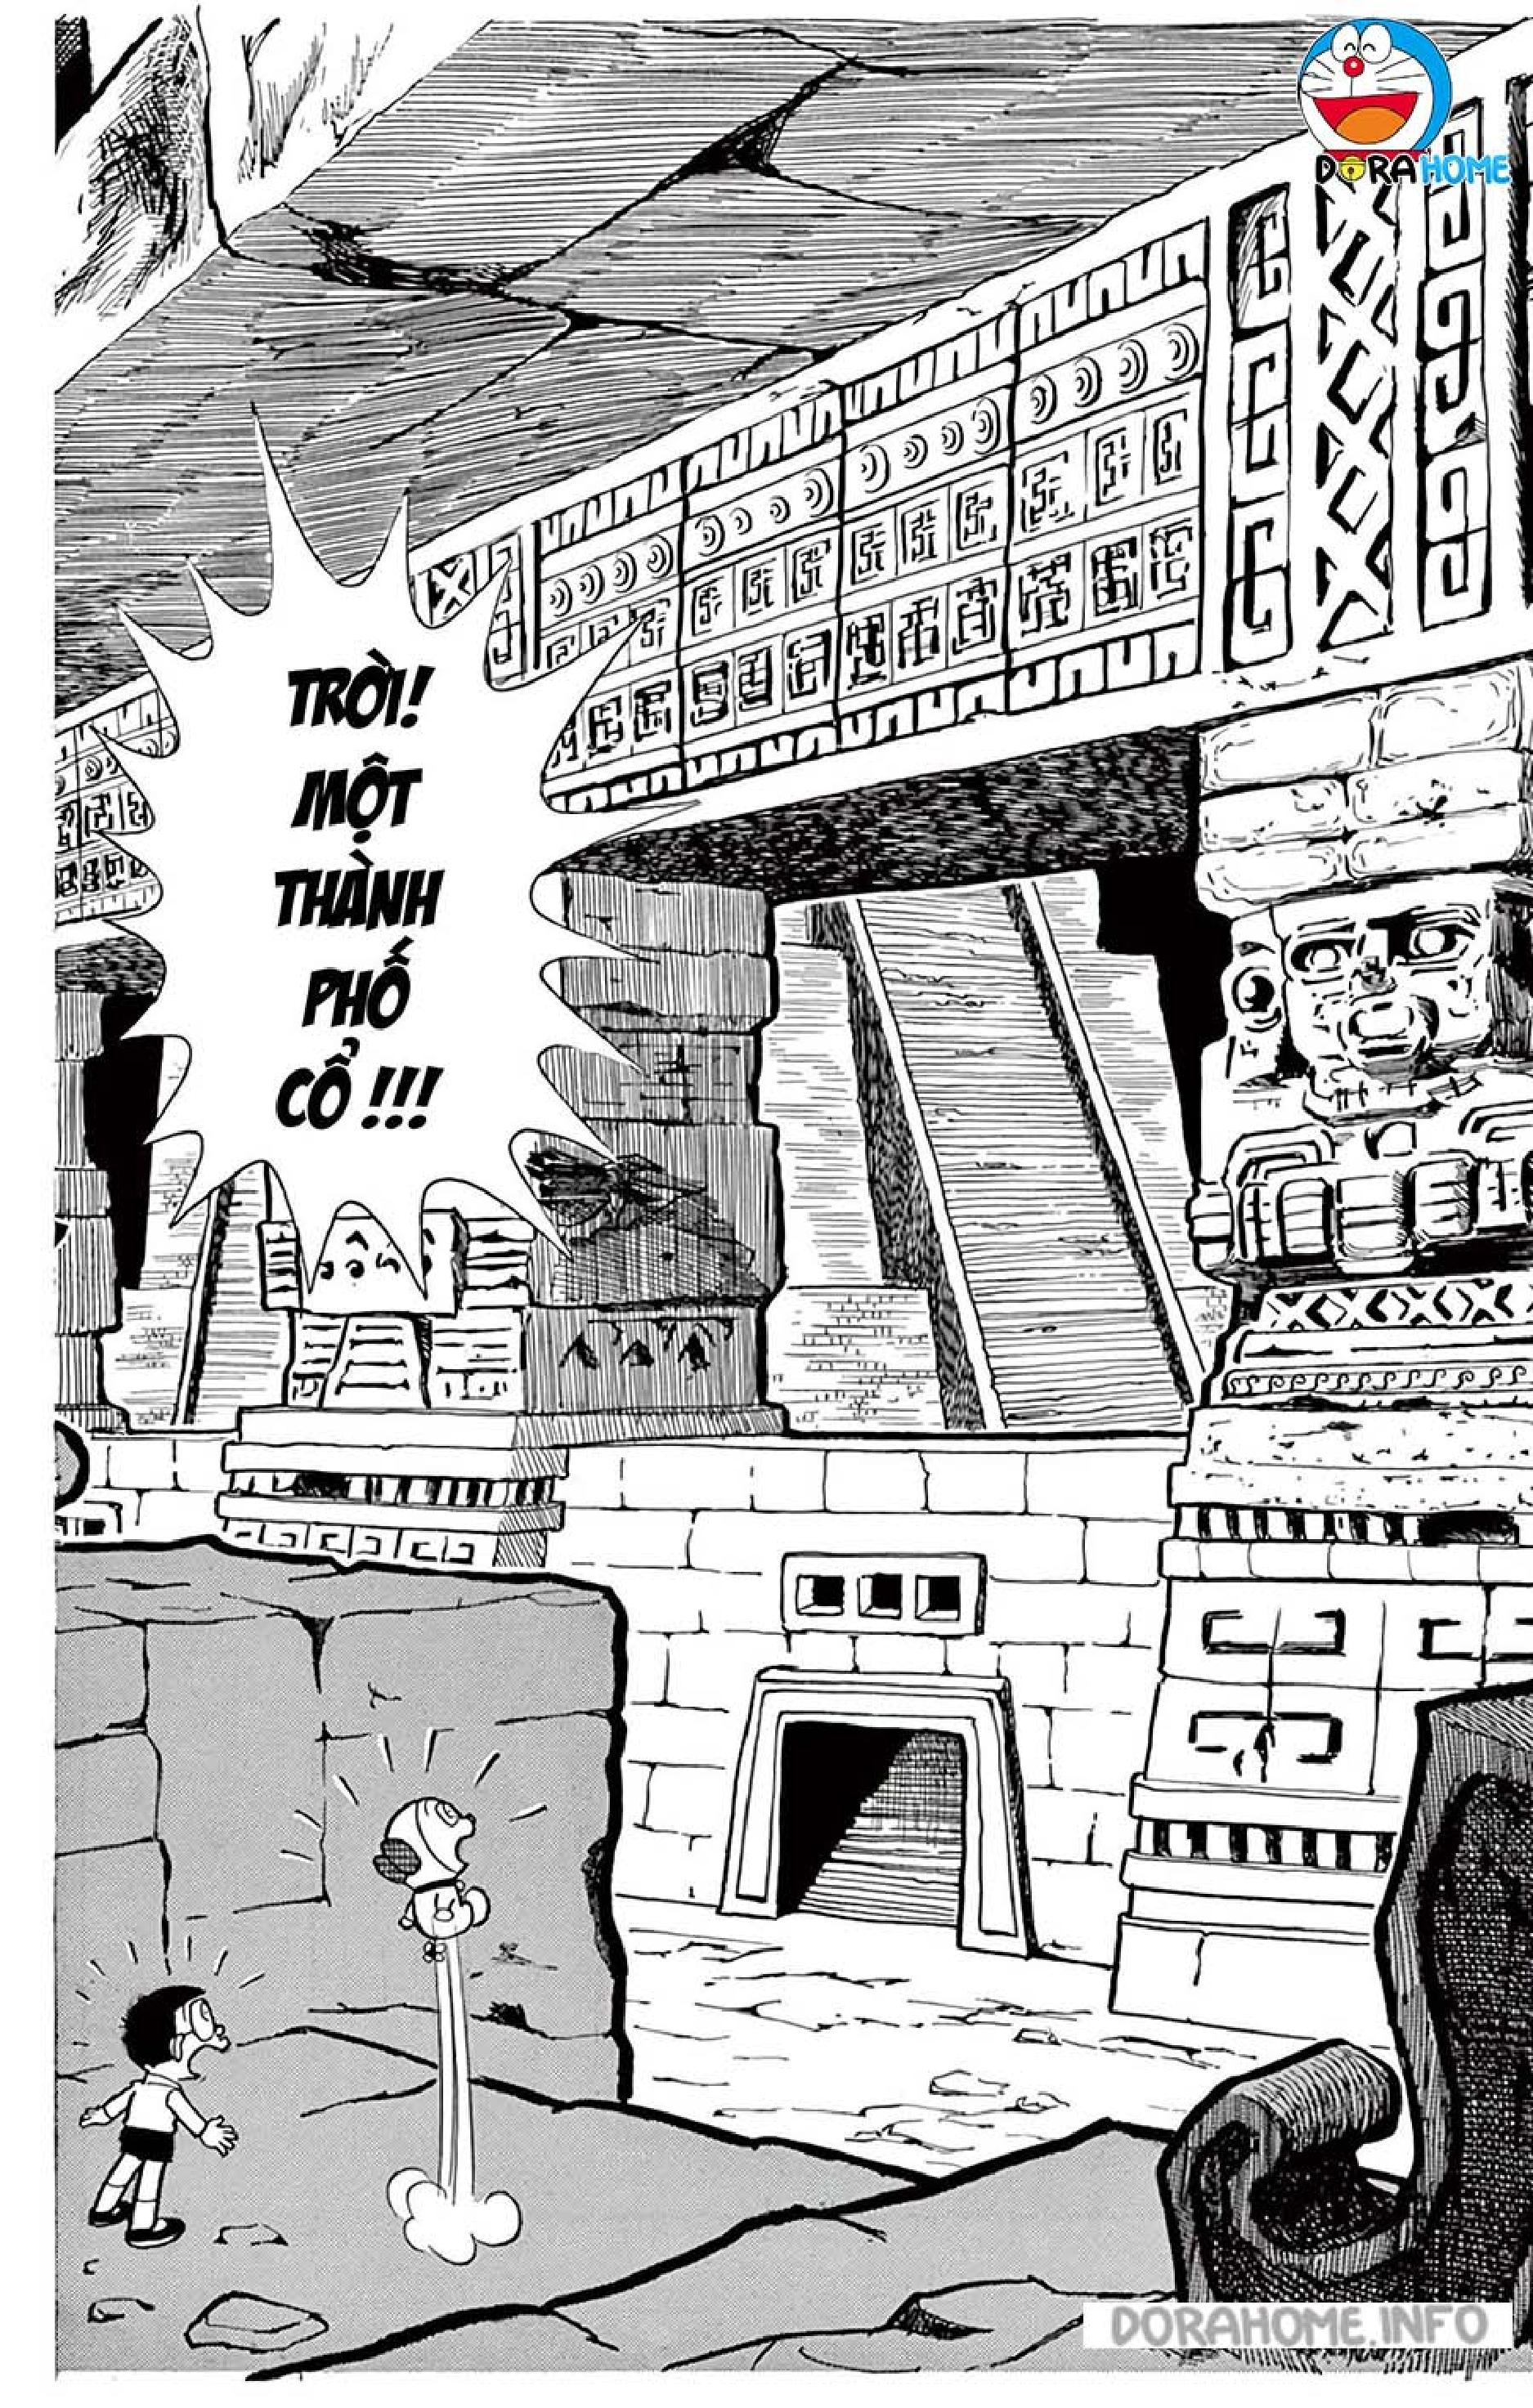 DORAHOME
TRỜI!
MỘT
THÀNH
PHỐ
CỔ !!!
DORAHOME.INFO